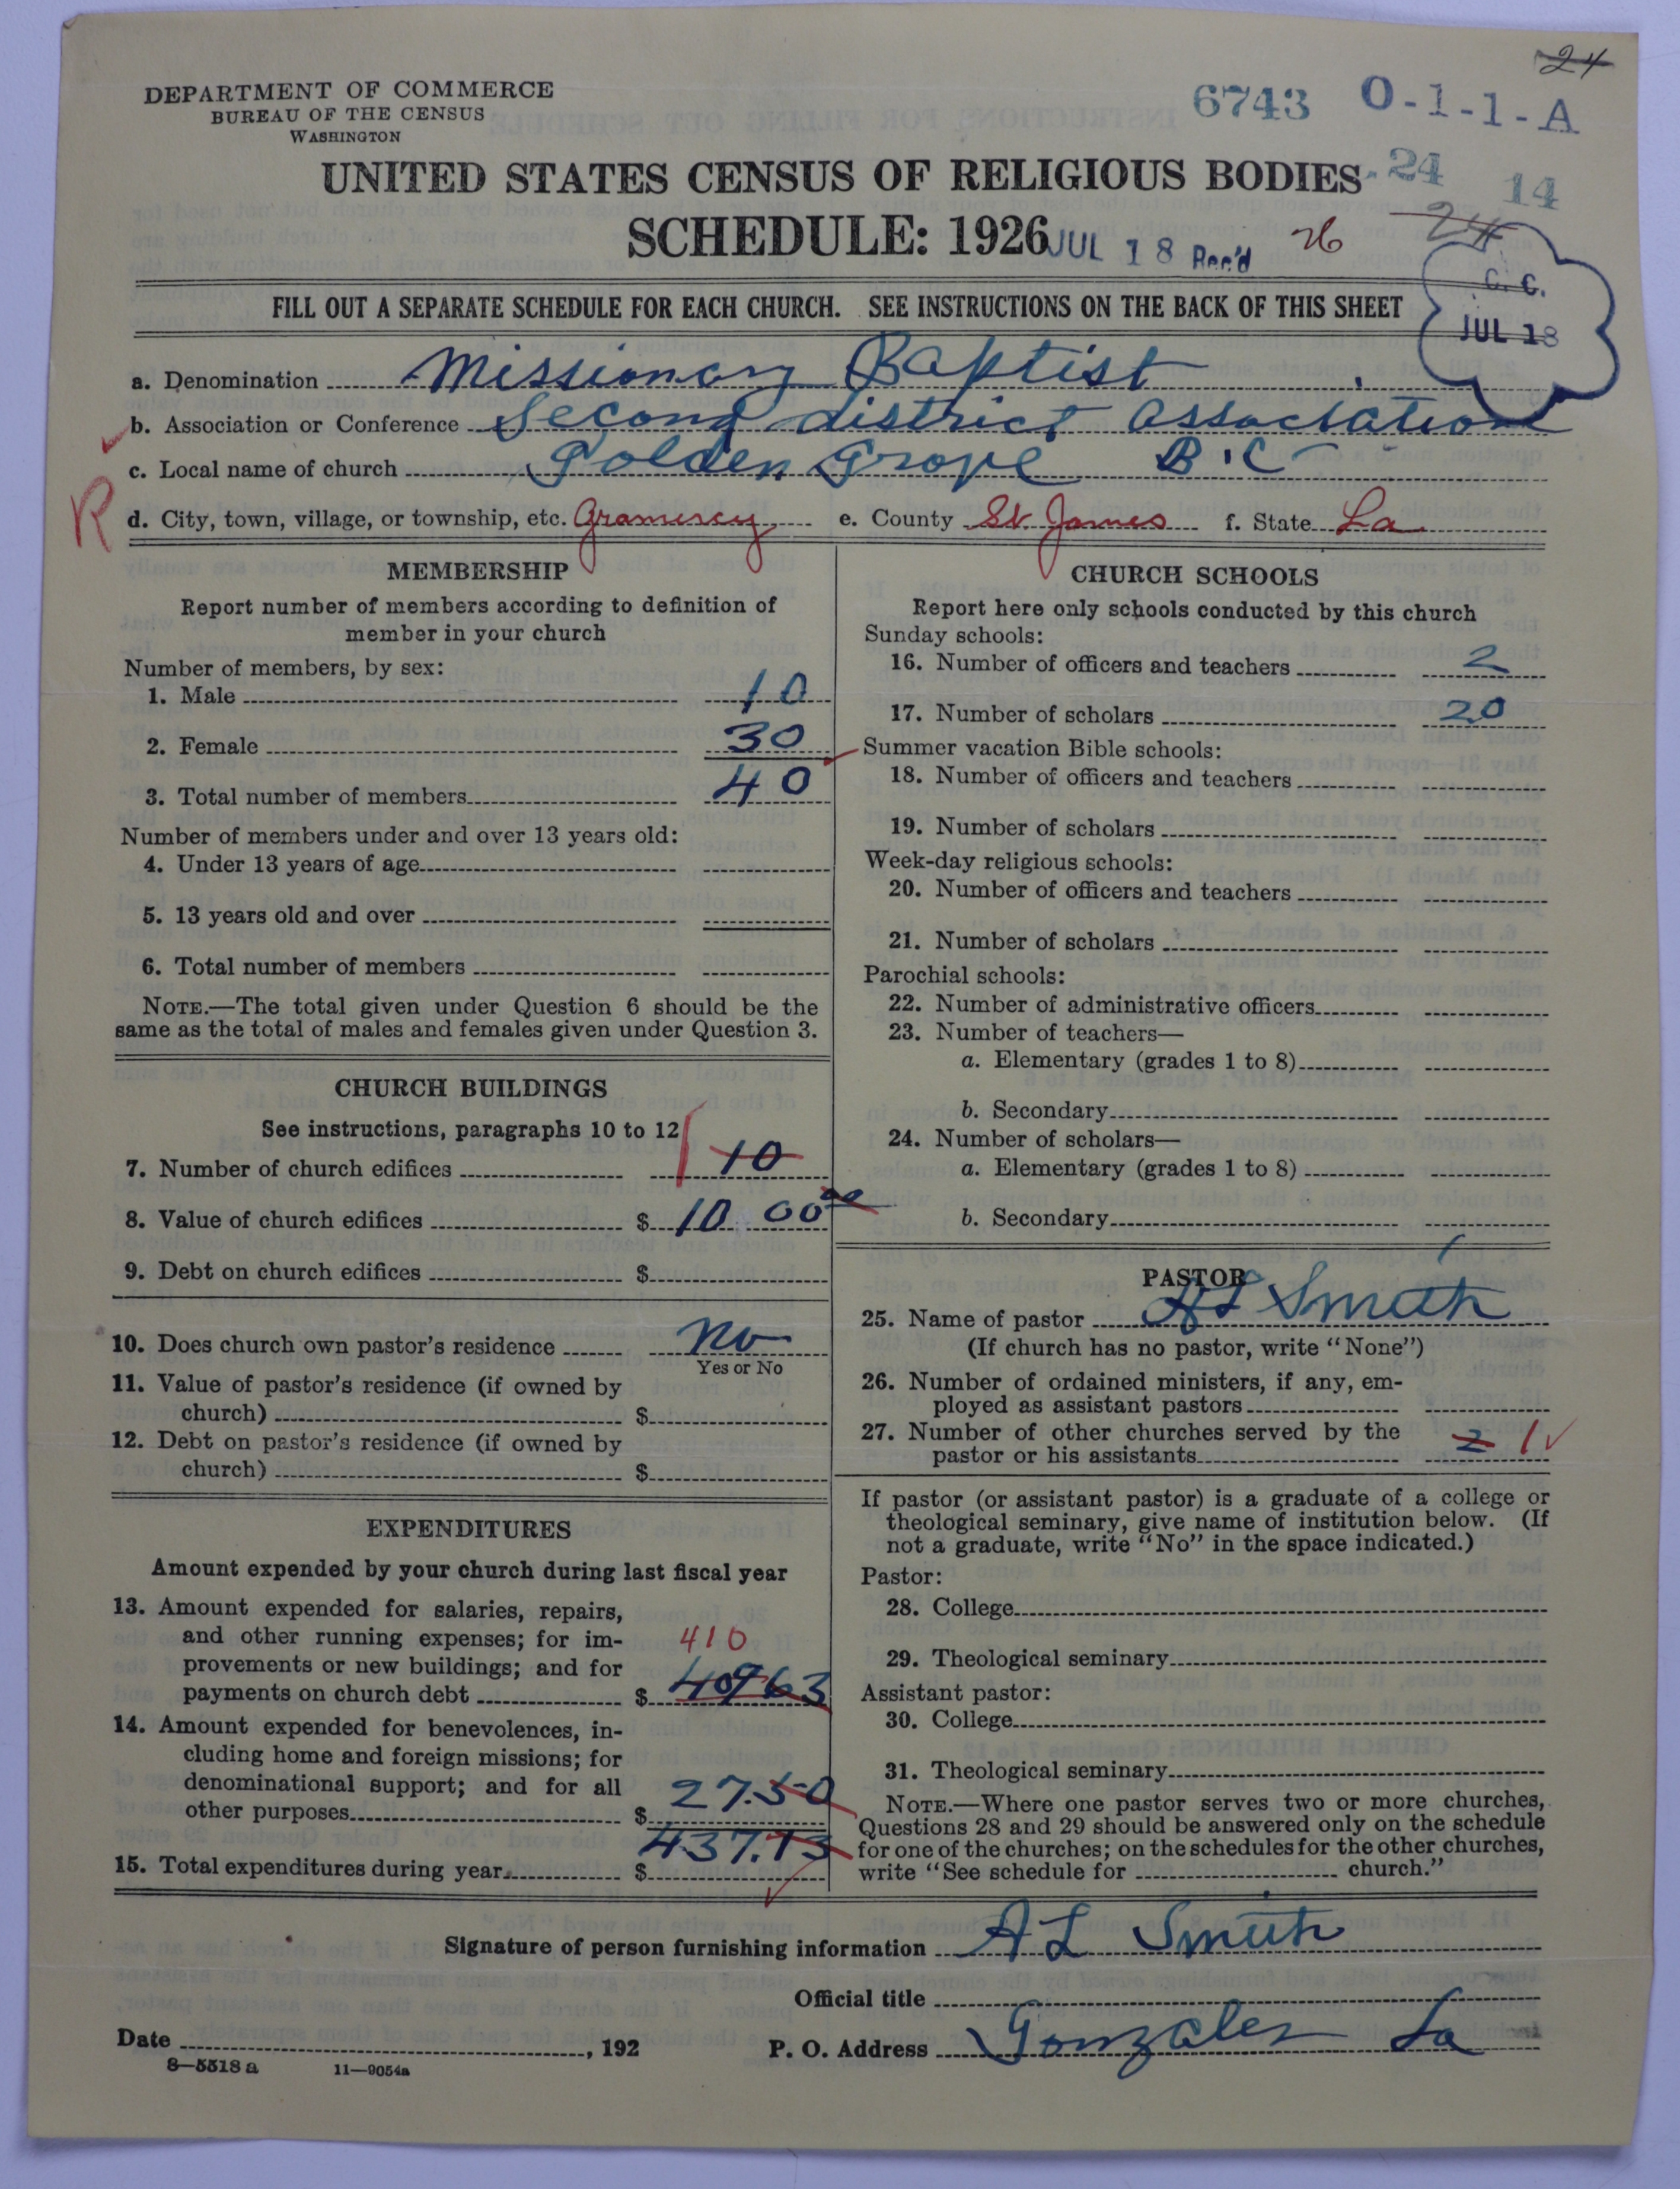 24
DEPARTMENT OF COMMERCE
BUREAU OF THE CENSUS
WASHINGTON
6743 0-1-1-A
UNITED STATES CENSUS OF RELIGIOUS BODIES
24 14
SCHEDULE: 1926
JUL 18 Rec'd 26 24
C. C.
JUL 18
FILL OUT A SEPARATE SCHEDULE FOR EACH CHURCH. SEE INSTRUCTIONS ON THE BACK OF THIS SHEET
a. Denomination Missionary Baptist
b. Association or Conference Second district association
c. Local name of church Golden Grove B.C
R
d. City, town, village, or township, etc. Gramercy e. County St. James f. State La
MEMBERSHIP
Report number of members according to definition of
member in your church
Number of members, by sex:
1. Male 10
2. Female 30
3. Total number of members 40
Number of members under and over 13 years old:
4. Under 13 years of age
5. 13 years old and over
6. Total number of members
NOTE.—The total given under Question 6 should be the
same as the total of males and females given under Question 3.
CHURCH BUILDINGS
See instructions, paragraphs 10 to 12
7. Number of church edifices 1 10
8. Value of church edifices $ 10 00 00
9. Debt on church edifices $
10. Does church own pastor's residence no
Yes or No
11. Value of pastor's residence (if owned by
church) $
12. Debt on pastor's residence (if owned by
church) $
EXPENDITURES
Amount expended by your church during last fiscal year
13. Amount expended for salaries, repairs,
and other running expenses; for im-
410
provements or new buildings; and for
payments on church debt $ 409 63
14. Amount expended for benevolences, in-
cluding home and foreign missions; for
denominational support; and for all
other purposes $ 27.50
15. Total expenditures during year $ 437.13
CHURCH SCHOOLS
Report here only schools conducted by this church
Sunday schools:
16. Number of officers and teachers 2
17. Number of scholars 20
Summer vacation Bible schools:
18. Number of officers and teachers
19. Number of scholars
Week-day religious schools:
20. Number of officers and teachers
21. Number of scholars
Parochial schools:
22. Number of administrative officers
23. Number of teachers—
a. Elementary (grades 1 to 8)
b. Secondary
24. Number of scholars—
a. Elementary (grades 1 to 8)
b. Secondary
PASTOR
25. Name of pastor A L Smith
(If church has no pastor, write "None")
26. Number of ordained ministers, if any, em-
ployed as assistant pastors
27. Number of other churches served by the
pastor or his assistants 2 1
If pastor (or assistant pastor) is a graduate of a college or
theological seminary, give name of institution below. (If
not a graduate, write "No" in the space indicated.)
Pastor:
28. College
29. Theological seminary
Assistant pastor:
30. College
31. Theological seminary
NOTE.—Where one pastor serves two or more churches,
Questions 28 and 29 should be answered only on the schedule
for one of the churches; on the schedules for the other churches,
write "See schedule for church."
Signature of person furnishing information A L Smith
Official title
Date , 192 P. O. Address Gonzales La
8—5518 a 11—9054a